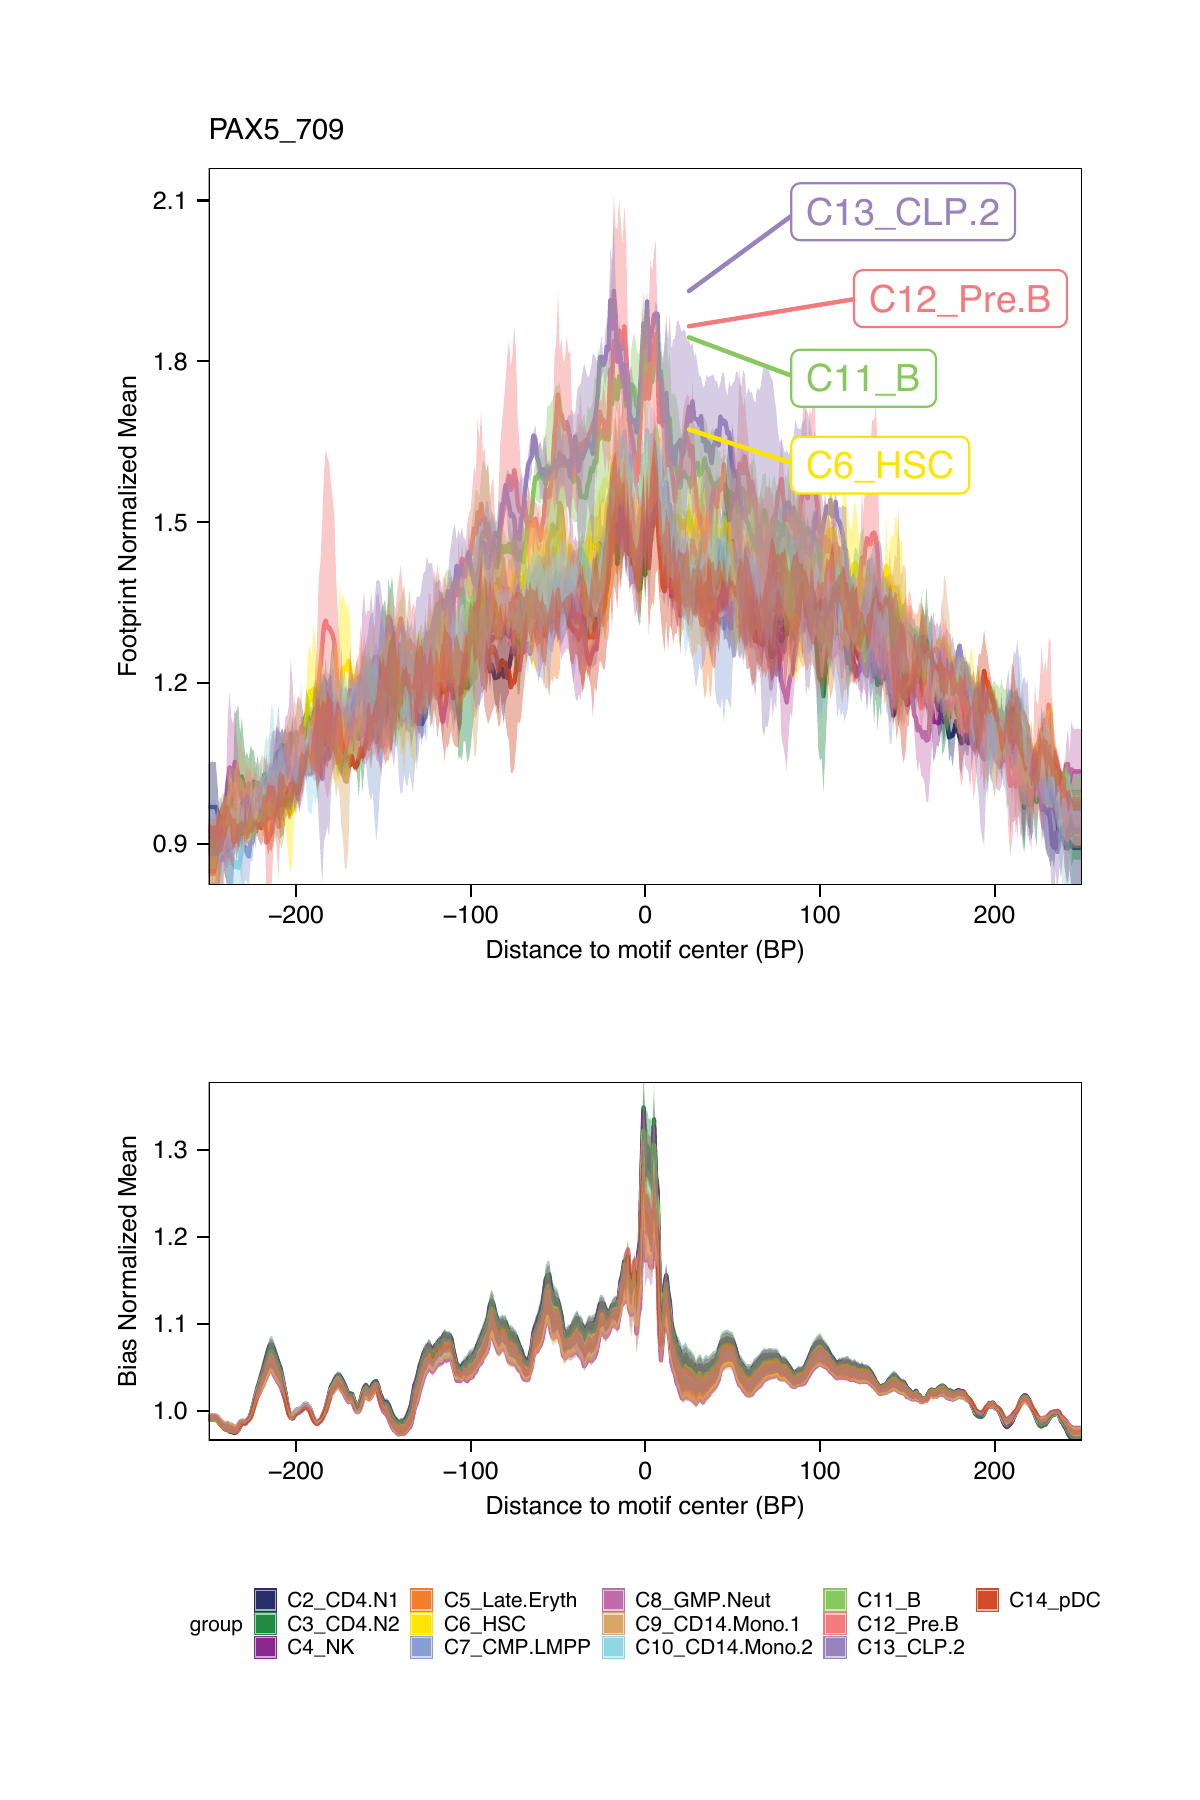 PAX5_709
2.1
1.8
1.5
1.2
0.9
Footprint Normalized Mean
C13_CLP.2
C12_Pre.B
C11_B
C6_HSC
−200 −100 0 100 200
Distance to motif center (BP)
1.3
1.2
1.1
1.0
Bias Normalized Mean
−200 −100 0 100 200
Distance to motif center (BP)
group
C2_CD4.N1 C5_Late.Eryth C8_GMP.Neut C11_B C14_pDC
C3_CD4.N2 C6_HSC C9_CD14.Mono.1 C12_Pre.B
C4_NK C7_CMP.LMPP C10_CD14.Mono.2 C13_CLP.2